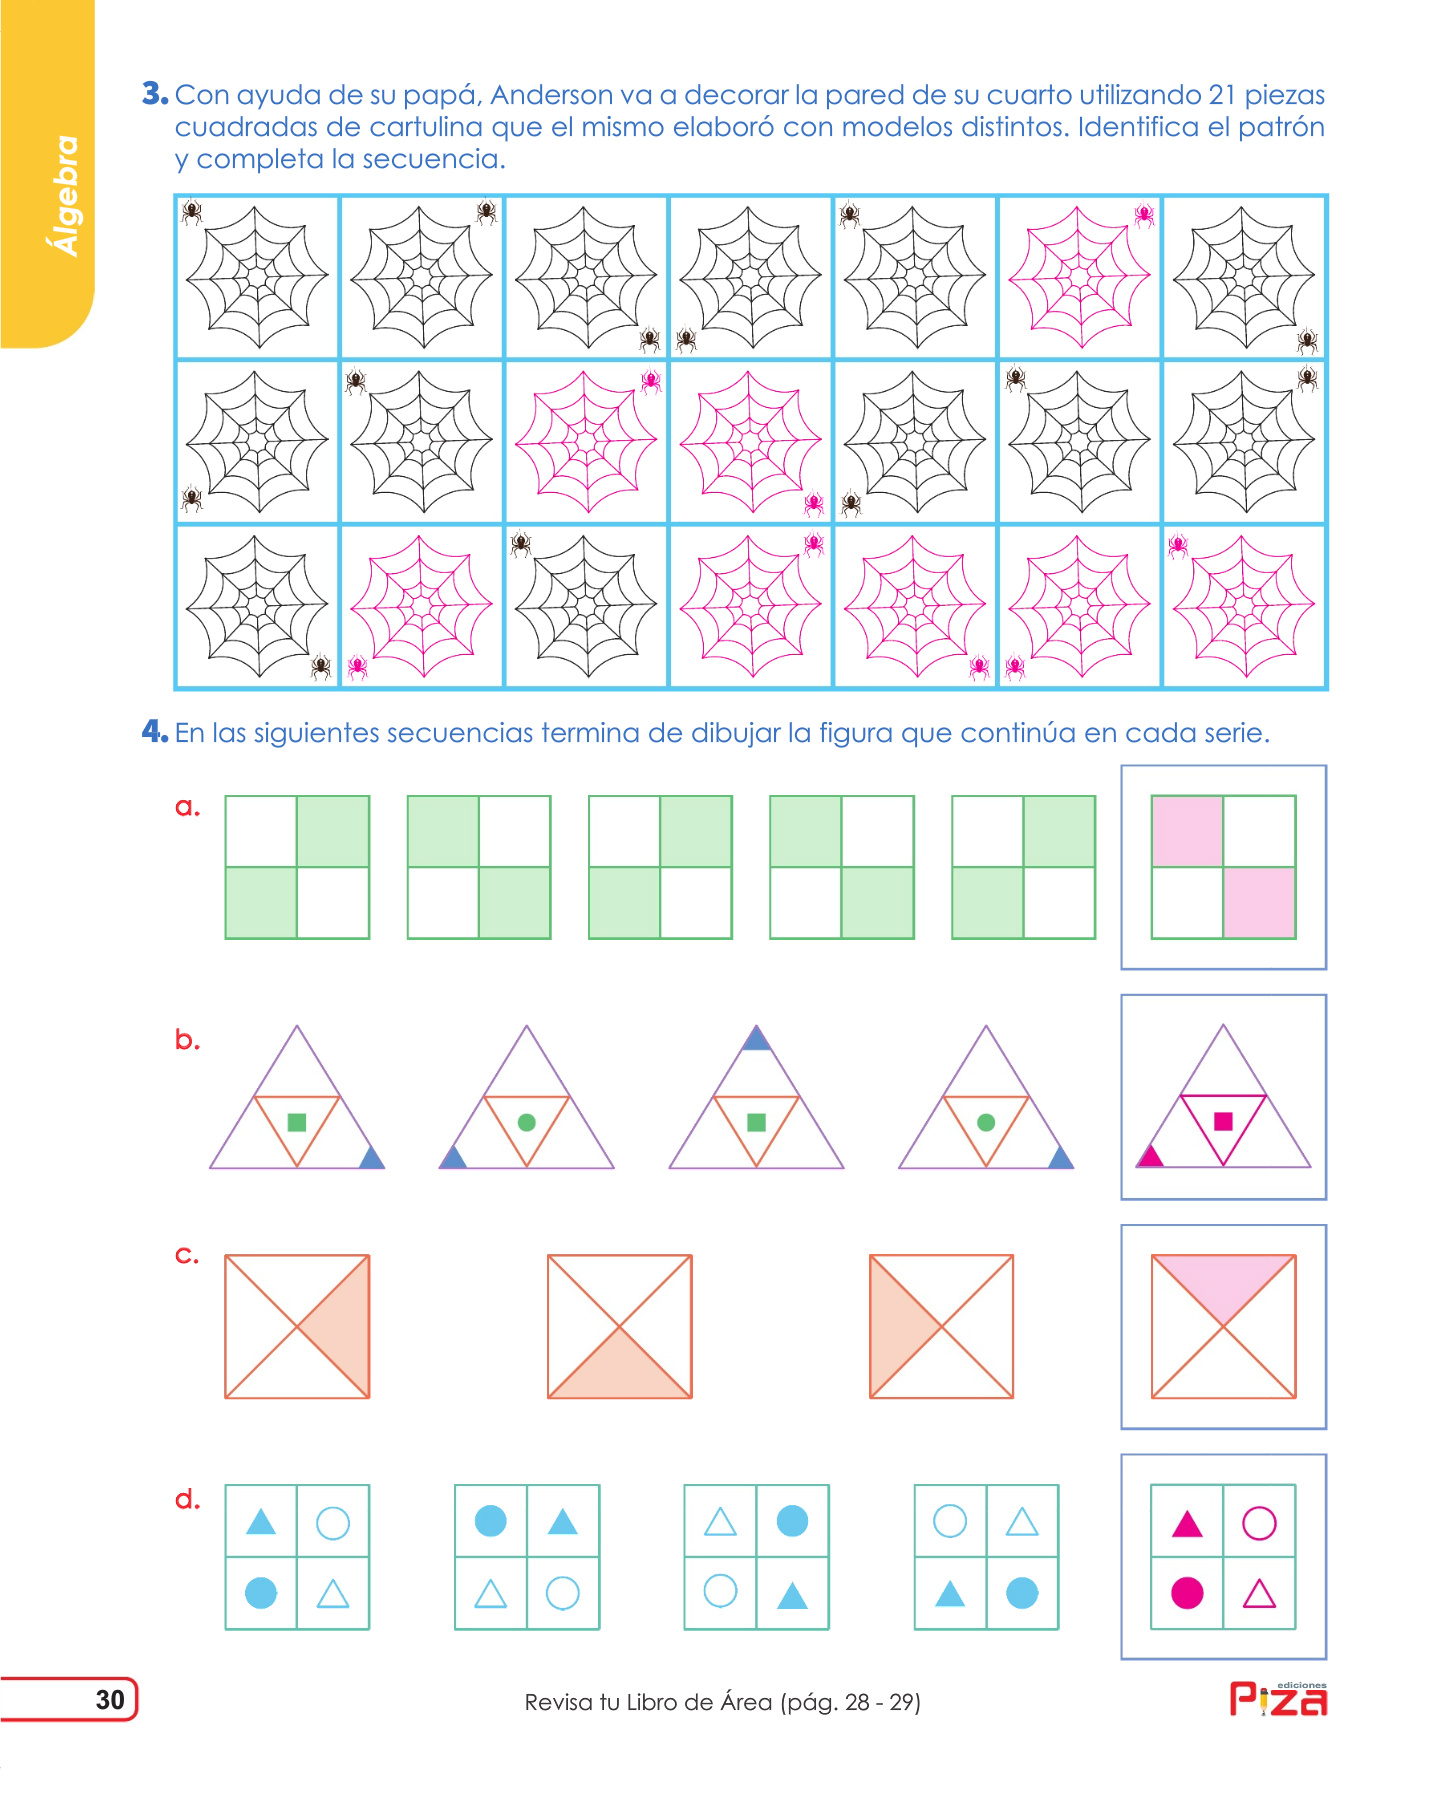 Álgebra
3. Con ayuda de su papá, Anderson va a decorar la pared de su cuarto utilizando 21 piezas
cuadradas de cartulina que el mismo elaboró con modelos distintos. Identifica el patrón
y completa la secuencia.
4. En las siguientes secuencias termina de dibujar la figura que continúa en cada serie.
a.
b.
c.
d.
30
Revisa tu Libro de Área (pág. 28 - 29)
ediciones
Piza